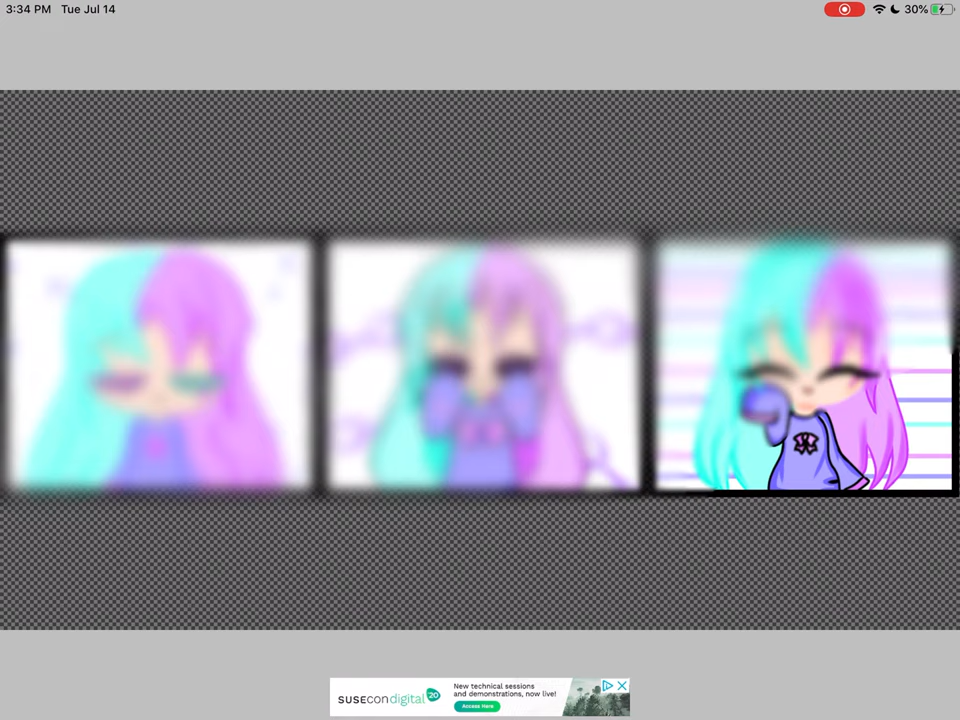 3:34 PM Tue Jul 14
30%
SUSECON digital '20
New technical sessions
and demonstrations, now live!
Access Here